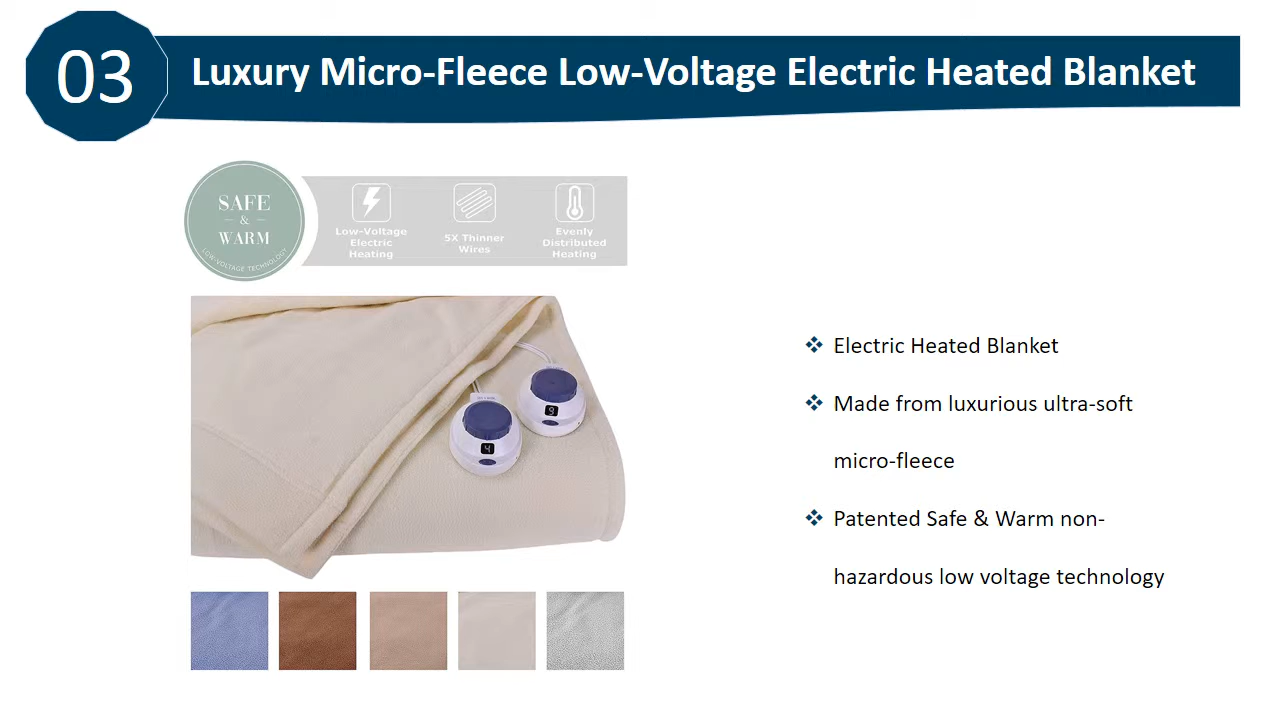 03
Luxury Micro-Fleece Low-Voltage Electric Heated Blanket
SAFE
&
WARM
LOW-VOLTAGE TECHNOLOGY
Low-Voltage
Electric
Heating
5X Thinner
Wires
Evenly
Distributed
Heating
9
4
Electric Heated Blanket
Made from luxurious ultra-soft
micro-fleece
Patented Safe & Warm non-
hazardous low voltage technology